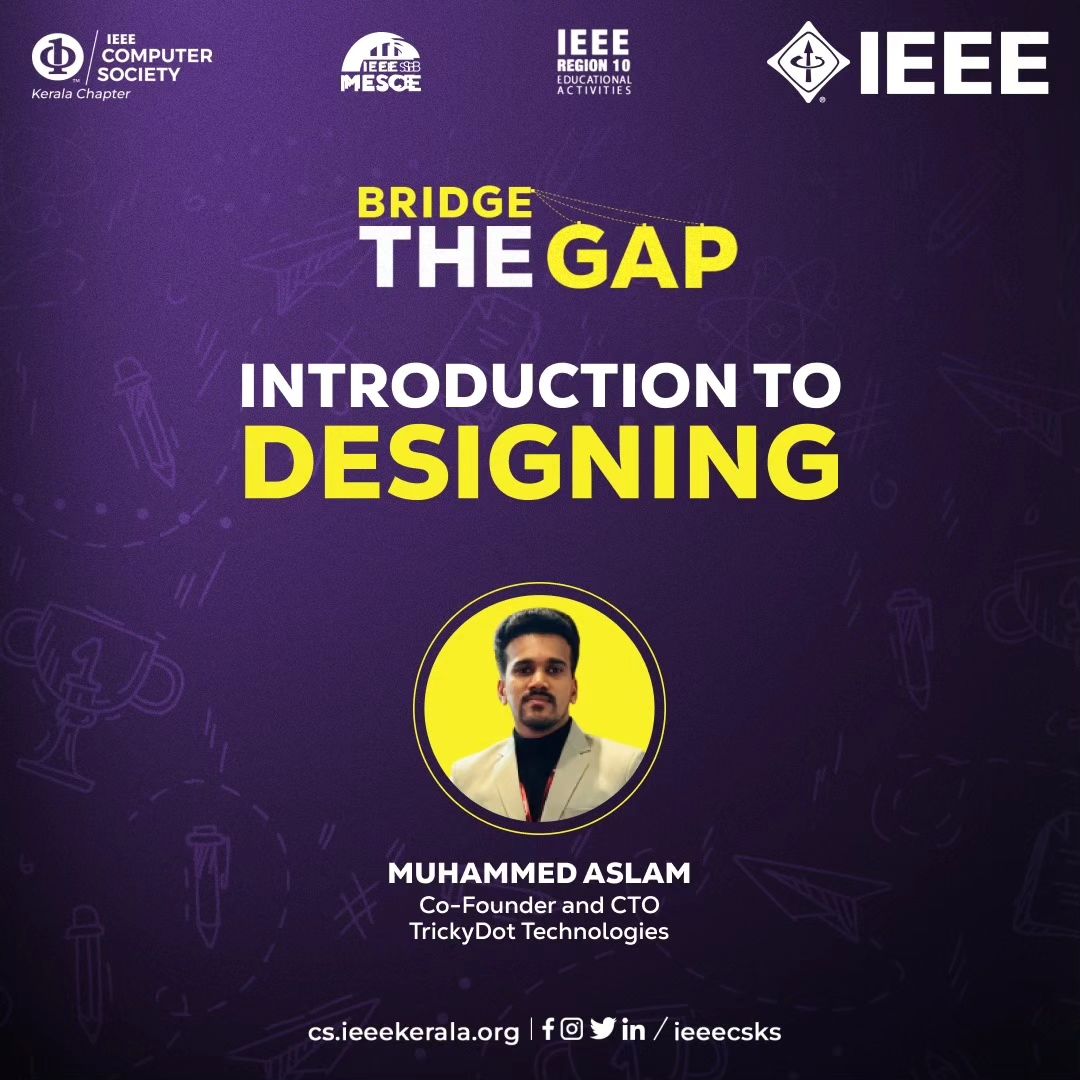 IEEE
COMPUTER
SOCIETY
Kerala Chapter
IEEE SB
MESCE
IEEE
REGION 10
EDUCATIONAL
ACTIVITIES
IEEE
BRIDGE
THE GAP
INTRODUCTION TO
DESIGNING
MUHAMMED ASLAM
Co-Founder and CTO
TrickyDot Technologies
cs.ieeekerala.org | / ieeecsks